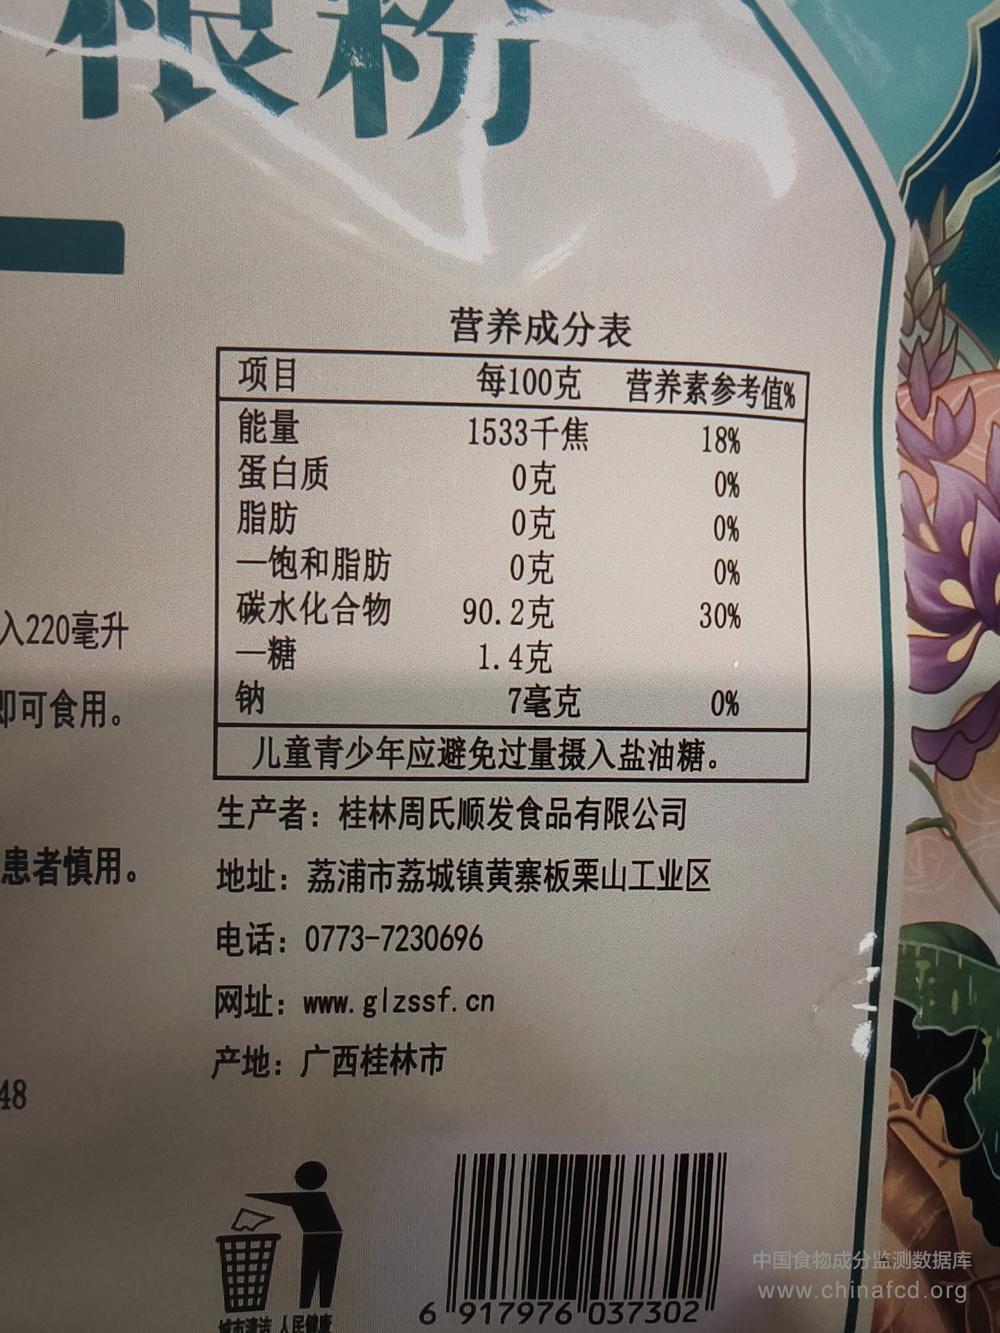 根粉
营养成分表
项目 每100克 营养素参考值%
能量 1533千焦 18%
蛋白质 0克 0%
脂肪 0克 0%
—饱和脂肪 0克 0%
碳水化合物 90.2克 30%
—糖 1.4克
钠 7毫克 0%
儿童青少年应避免过量摄入盐油糖。
入220毫升
即可食用。
患者慎用。
48
生产者：桂林周氏顺发食品有限公司
地址：荔浦市荔城镇黄寨板栗山工业区
电话：0773-7230696
网址：www.glzssf.cn
产地：广西桂林市
城市清洁 人民健康
6 917976 037302
中国食物成分监测数据库
www.chinafcd.org